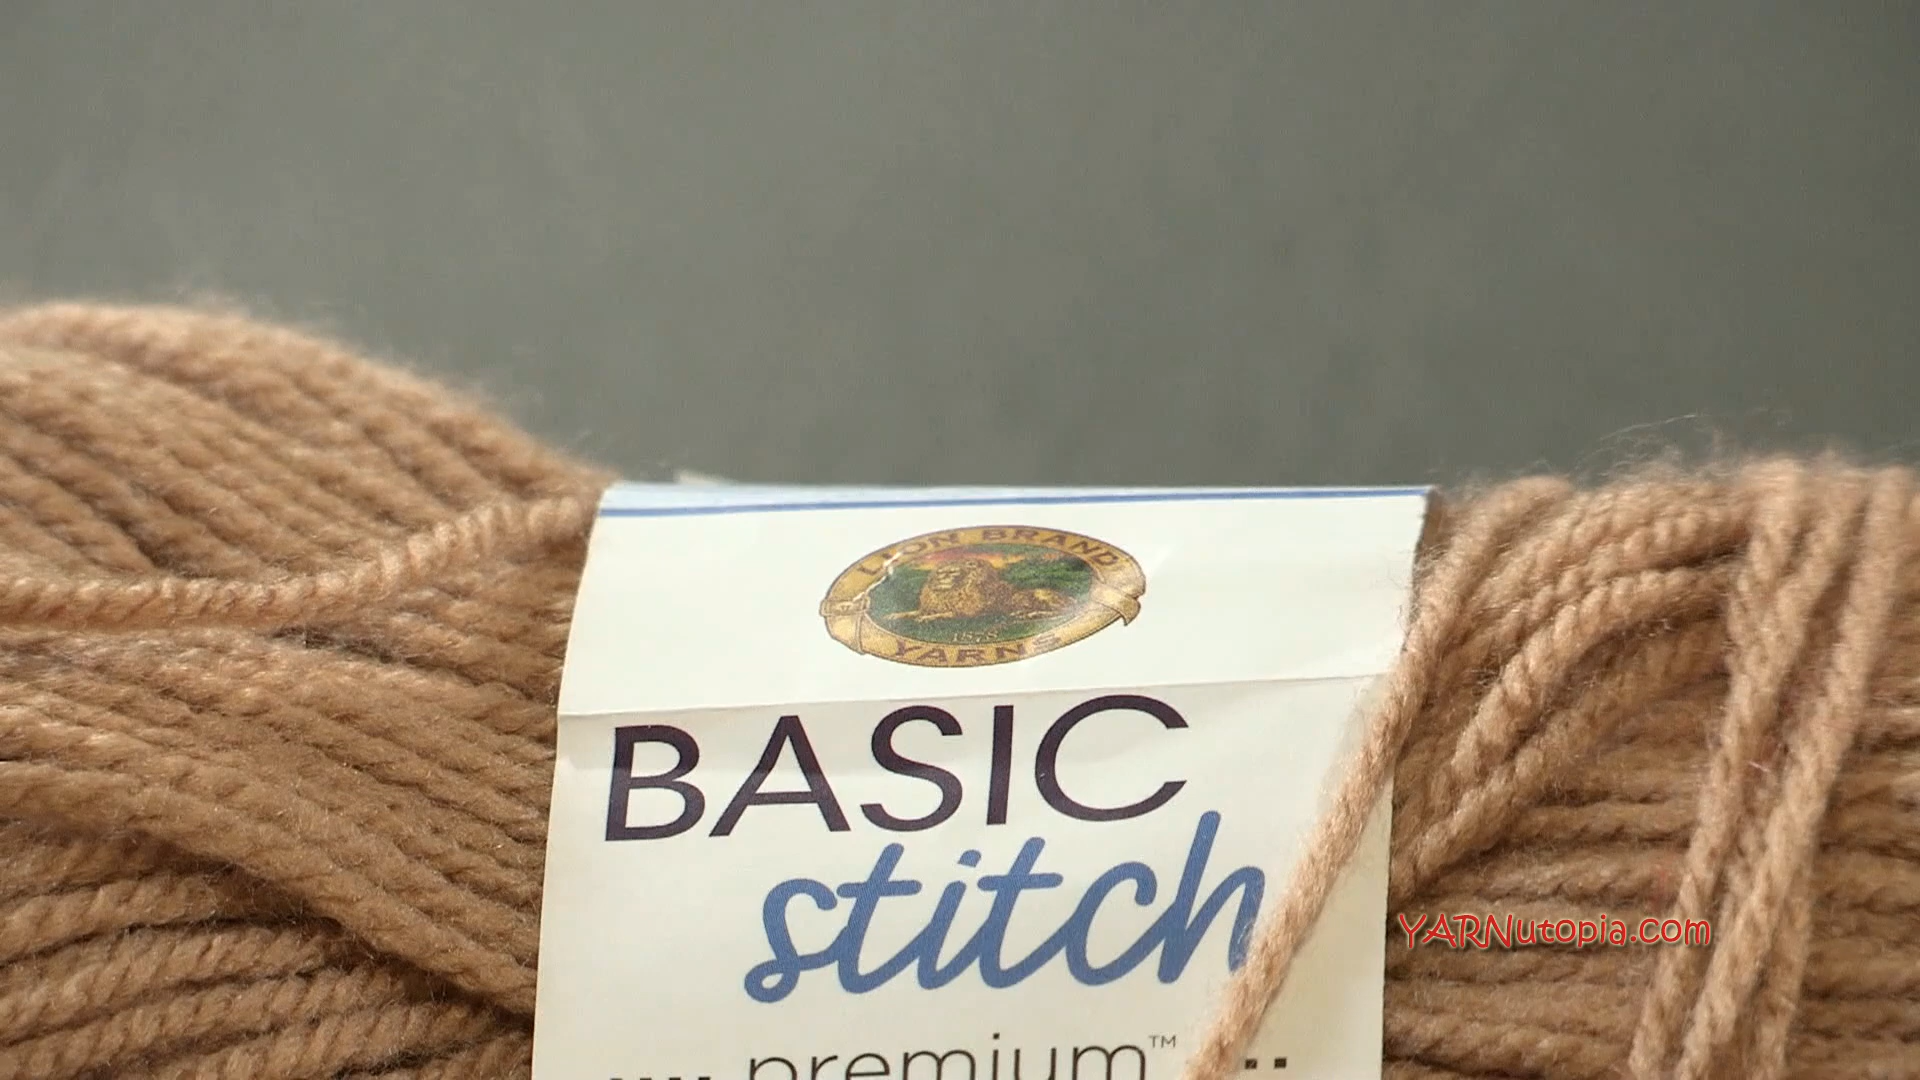 LION BRAND
1878
YARNS
BASIC
stitch
premium™
YARNutopia.com